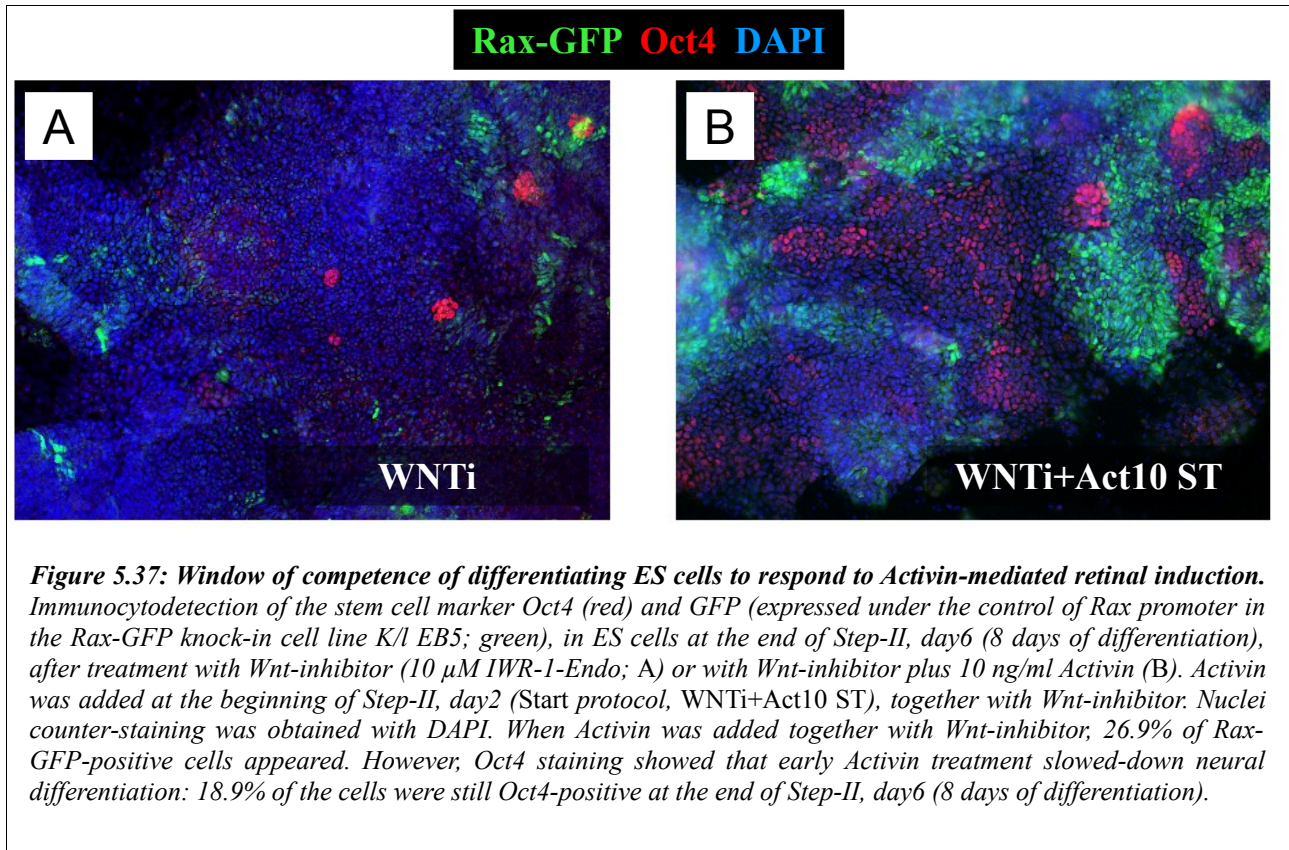 Rax-GFP Oct4 DAPI
A
B
WNTi
WNTi+Act10 ST
Figure 5.37: Window of competence of differentiating ES cells to respond to Activin-mediated retinal induction.
Immunocytodetection of the stem cell marker Oct4 (red) and GFP (expressed under the control of Rax promoter in
the Rax-GFP knock-in cell line K/I EB5; green), in ES cells at the end of Step-II, day6 (8 days of differentiation),
after treatment with Wnt-inhibitor (10 µM IWR-1-Endo; A) or with Wnt-inhibitor plus 10 ng/ml Activin (B). Activin
was added at the beginning of Step-II, day2 (Start protocol, WNTi+Act10 ST), together with Wnt-inhibitor. Nuclei
counter-staining was obtained with DAPI. When Activin was added together with Wnt-inhibitor, 26.9% of Rax-
GFP-positive cells appeared. However, Oct4 staining showed that early Activin treatment slowed-down neural
differentiation: 18.9% of the cells were still Oct4-positive at the end of Step-II, day6 (8 days of differentiation).